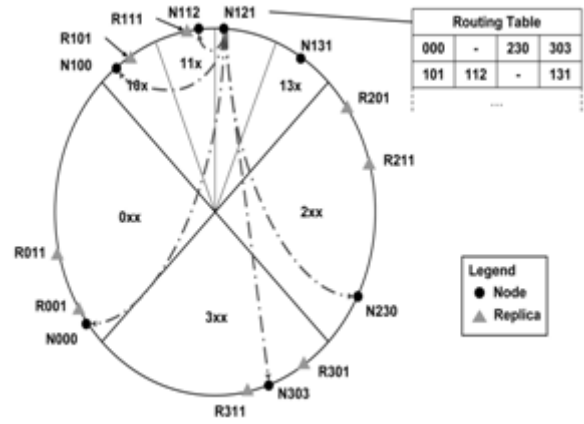 R111 N112 N121
R101
N100
10x
11x
N131
13x
Routing Table
000 - 230 303
101 112 - 131
...
R201
R211
0xx
2xx
R011
R001
N000
3xx
N230
R301
N303
R311
Legend
Node
Replica